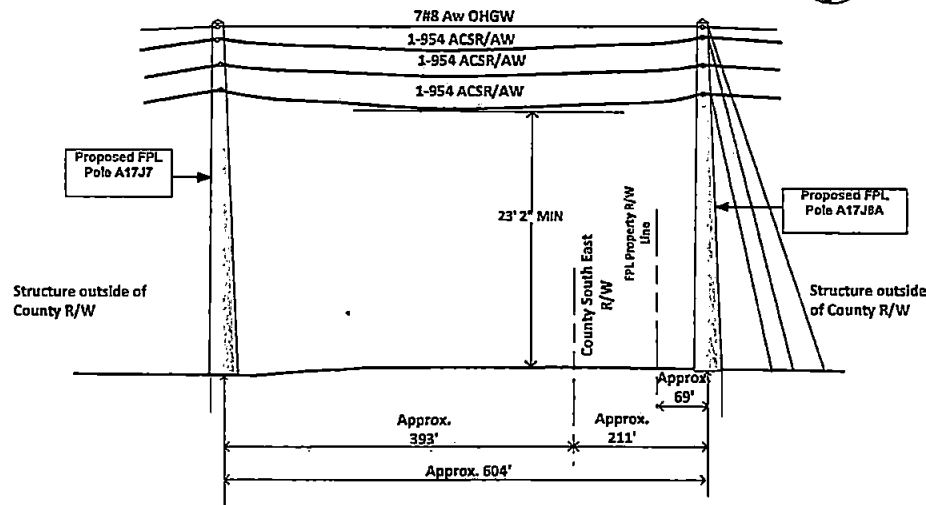 7#8 Aw OHGW
1-954 ACSR/AW
1-954 ACSR/AW
1-954 ACSR/AW
Proposed FPL
Pole A17J7
23' 2" MIN
County South East
R/W
FPL Property R/W
Line
Proposed FPL
Pole A17J8A
Structure outside of
County R/W
Structure outside
of County R/W
Approx.
69'
Approx.
393'
Approx.
211'
Approx. 604'